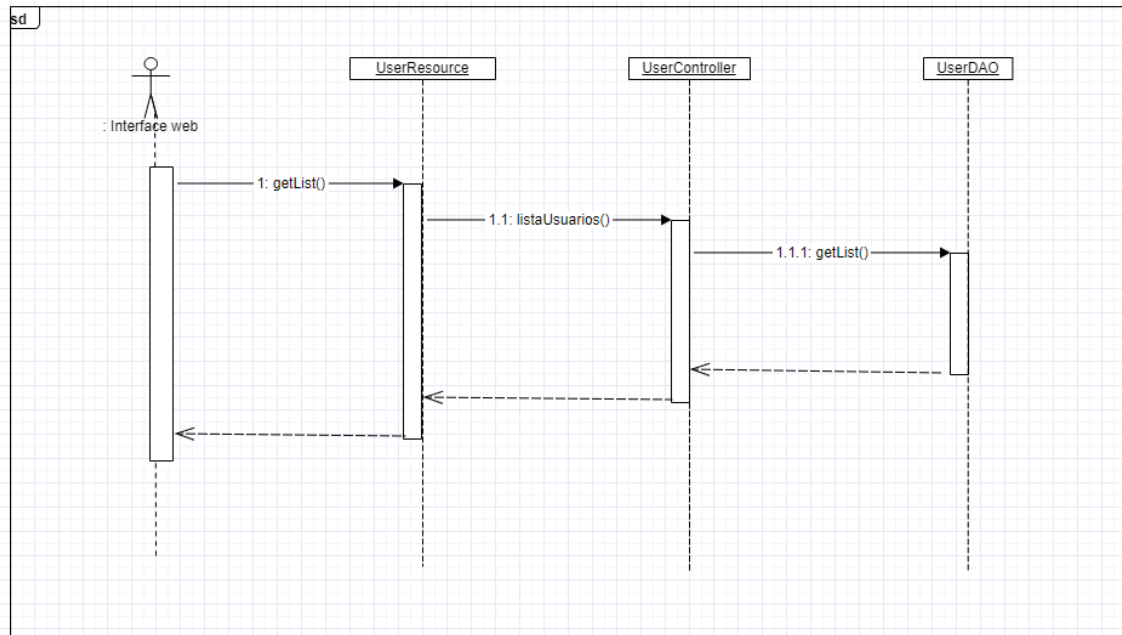 sd
UserResource
UserController
UserDAO
: Interface web
1: getList()
1.1: listaUsuarios()
1.1.1: getList()